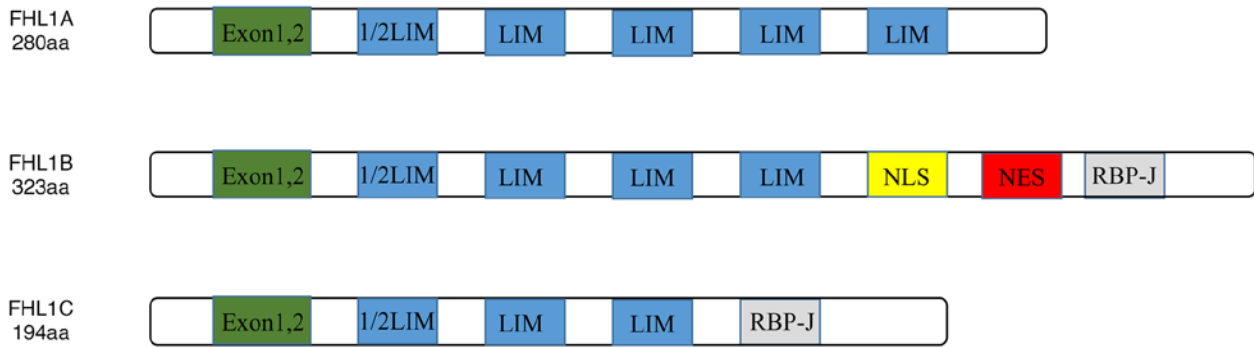 FHL1A
280aa
Exon1,2 1/2LIM LIM LIM LIM LIM
FHL1B
323aa
Exon1,2 1/2LIM LIM LIM LIM NLS NES RBP-J
FHL1C
194aa
Exon1,2 1/2LIM LIM LIM RBP-J